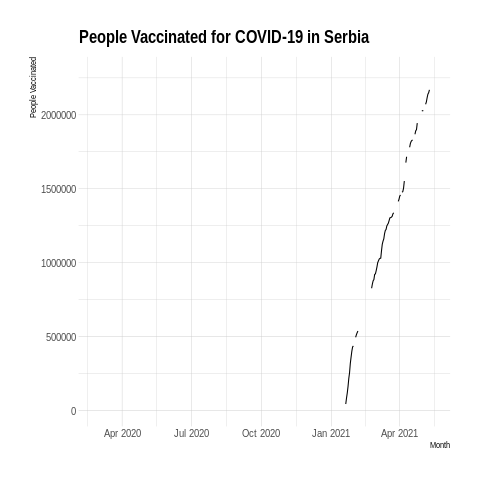 People Vaccinated for COVID-19 in Serbia
People Vaccinated
2000000
1500000
1000000
500000
0
Apr 2020 Jul 2020 Oct 2020 Jan 2021 Apr 2021
Month